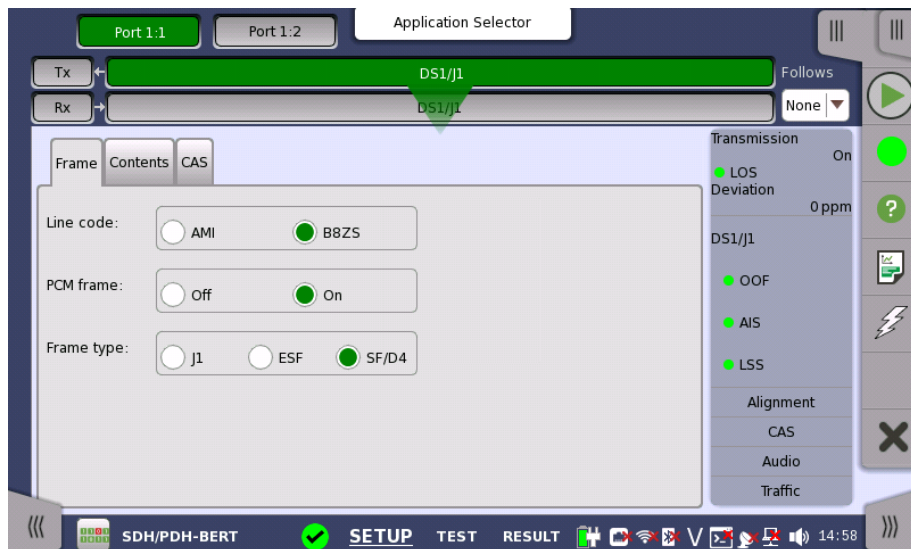 Application Selector
Port 1:1 Port 1:2
Tx DS1/J1 Follows
Rx DS1/J1 None
Frame Contents CAS
Line code: AMI B8ZS
PCM frame: Off On
Frame type: J1 ESF SF/D4
Transmission
On
LOS
Deviation
0 ppm
DS1/J1
OOF
AIS
LSS
Alignment
CAS
Audio
Traffic
SDH/PDH-BERT SETUP TEST RESULT V 14:58